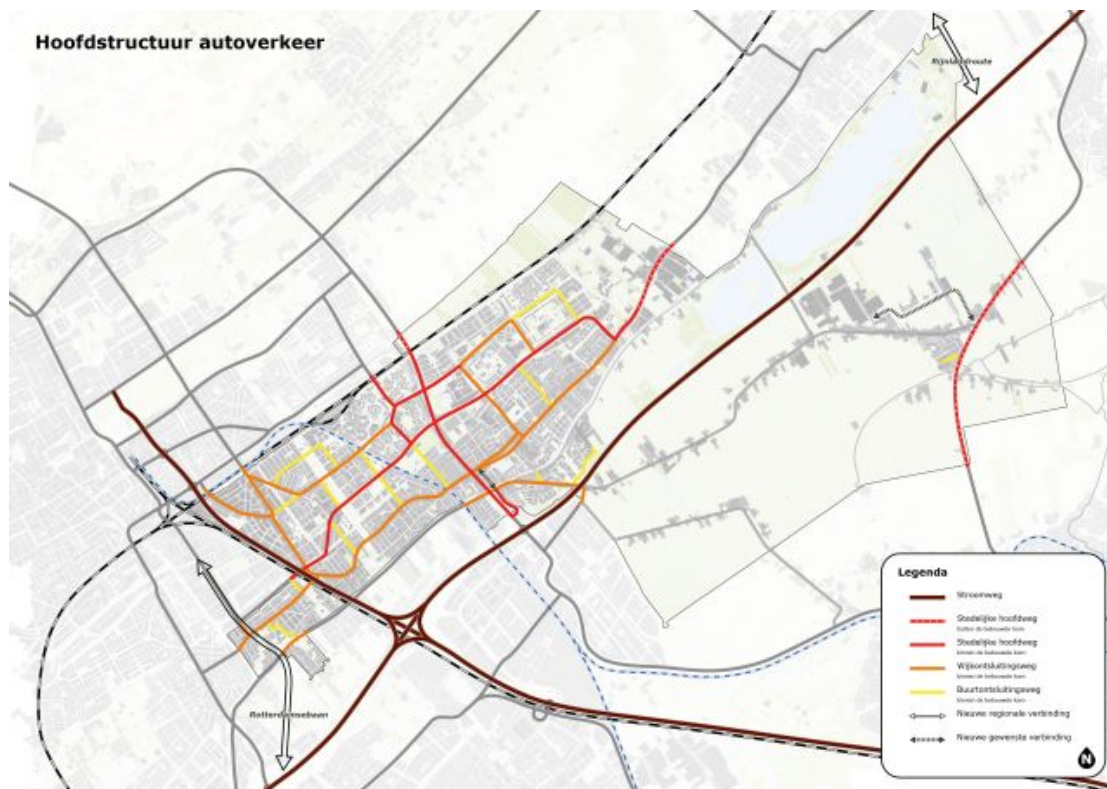 Hoofdstructuur autoverkeer
Rijnlandroute
Rotterdamsebaan
Legenda
Stroomweg
Stedelijke hoofdweg
buiten de bebouwde kom
Stedelijke hoofdweg
binnen de bebouwde kom
Wijkontsluitingsweg
binnen de bebouwde kom
Buurtontsluitingsweg
binnen de bebouwde kom
Nieuwe regionale verbinding
Nieuwe gewenste verbinding
N